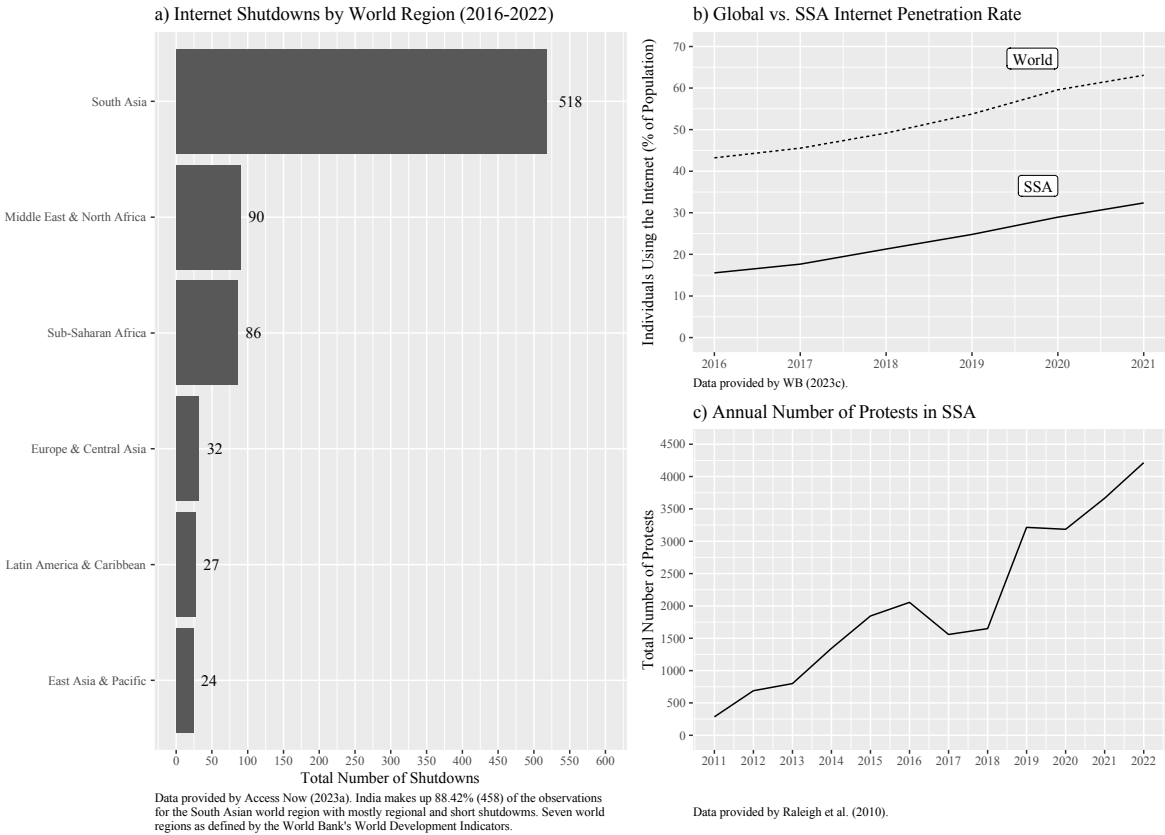 a) Internet Shutdowns by World Region (2016-2022)
South Asia
518
Middle East & North Africa
90
Sub-Saharan Africa
86
Europe & Central Asia
32
Latin America & Caribbean
27
East Asia & Pacific
24
0 50 100 150 200 250 300 350 400 450 500 550 600
Total Number of Shutdowns
Data provided by Access Now (2023a). India makes up 88.42% (458) of the observations
for the South Asian world region with mostly regional and short shutdowms. Seven world
regions as defined by the World Bank's World Development Indicators.
b) Global vs. SSA Internet Penetration Rate
Individuals Using the Internet (% of Population)
70
60
50
40
30
20
10
0
World
SSA
2016 2017 2018 2019 2020 2021
Data provided by WB (2023c).
c) Annual Number of Protests in SSA
Total Number of Protests
4500
4000
3500
3000
2500
2000
1500
1000
500
0
2011 2012 2013 2014 2015 2016 2017 2018 2019 2020 2021 2022
Data provided by Raleigh et al. (2010).